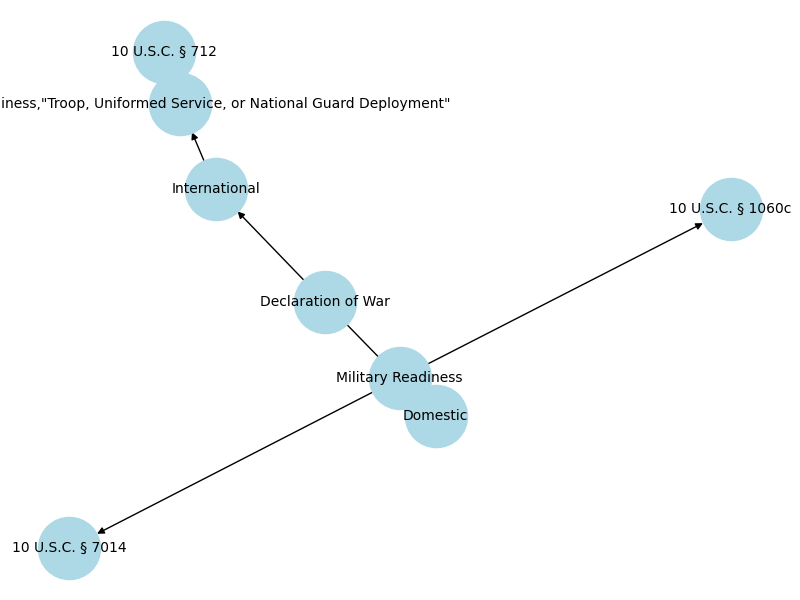 10 U.S.C. § 712
iness,"Troop, Uniformed Service, or National Guard Deployment"
International
10 U.S.C. § 1060c
Declaration of War
Military Readiness
Domestic
10 U.S.C. § 7014